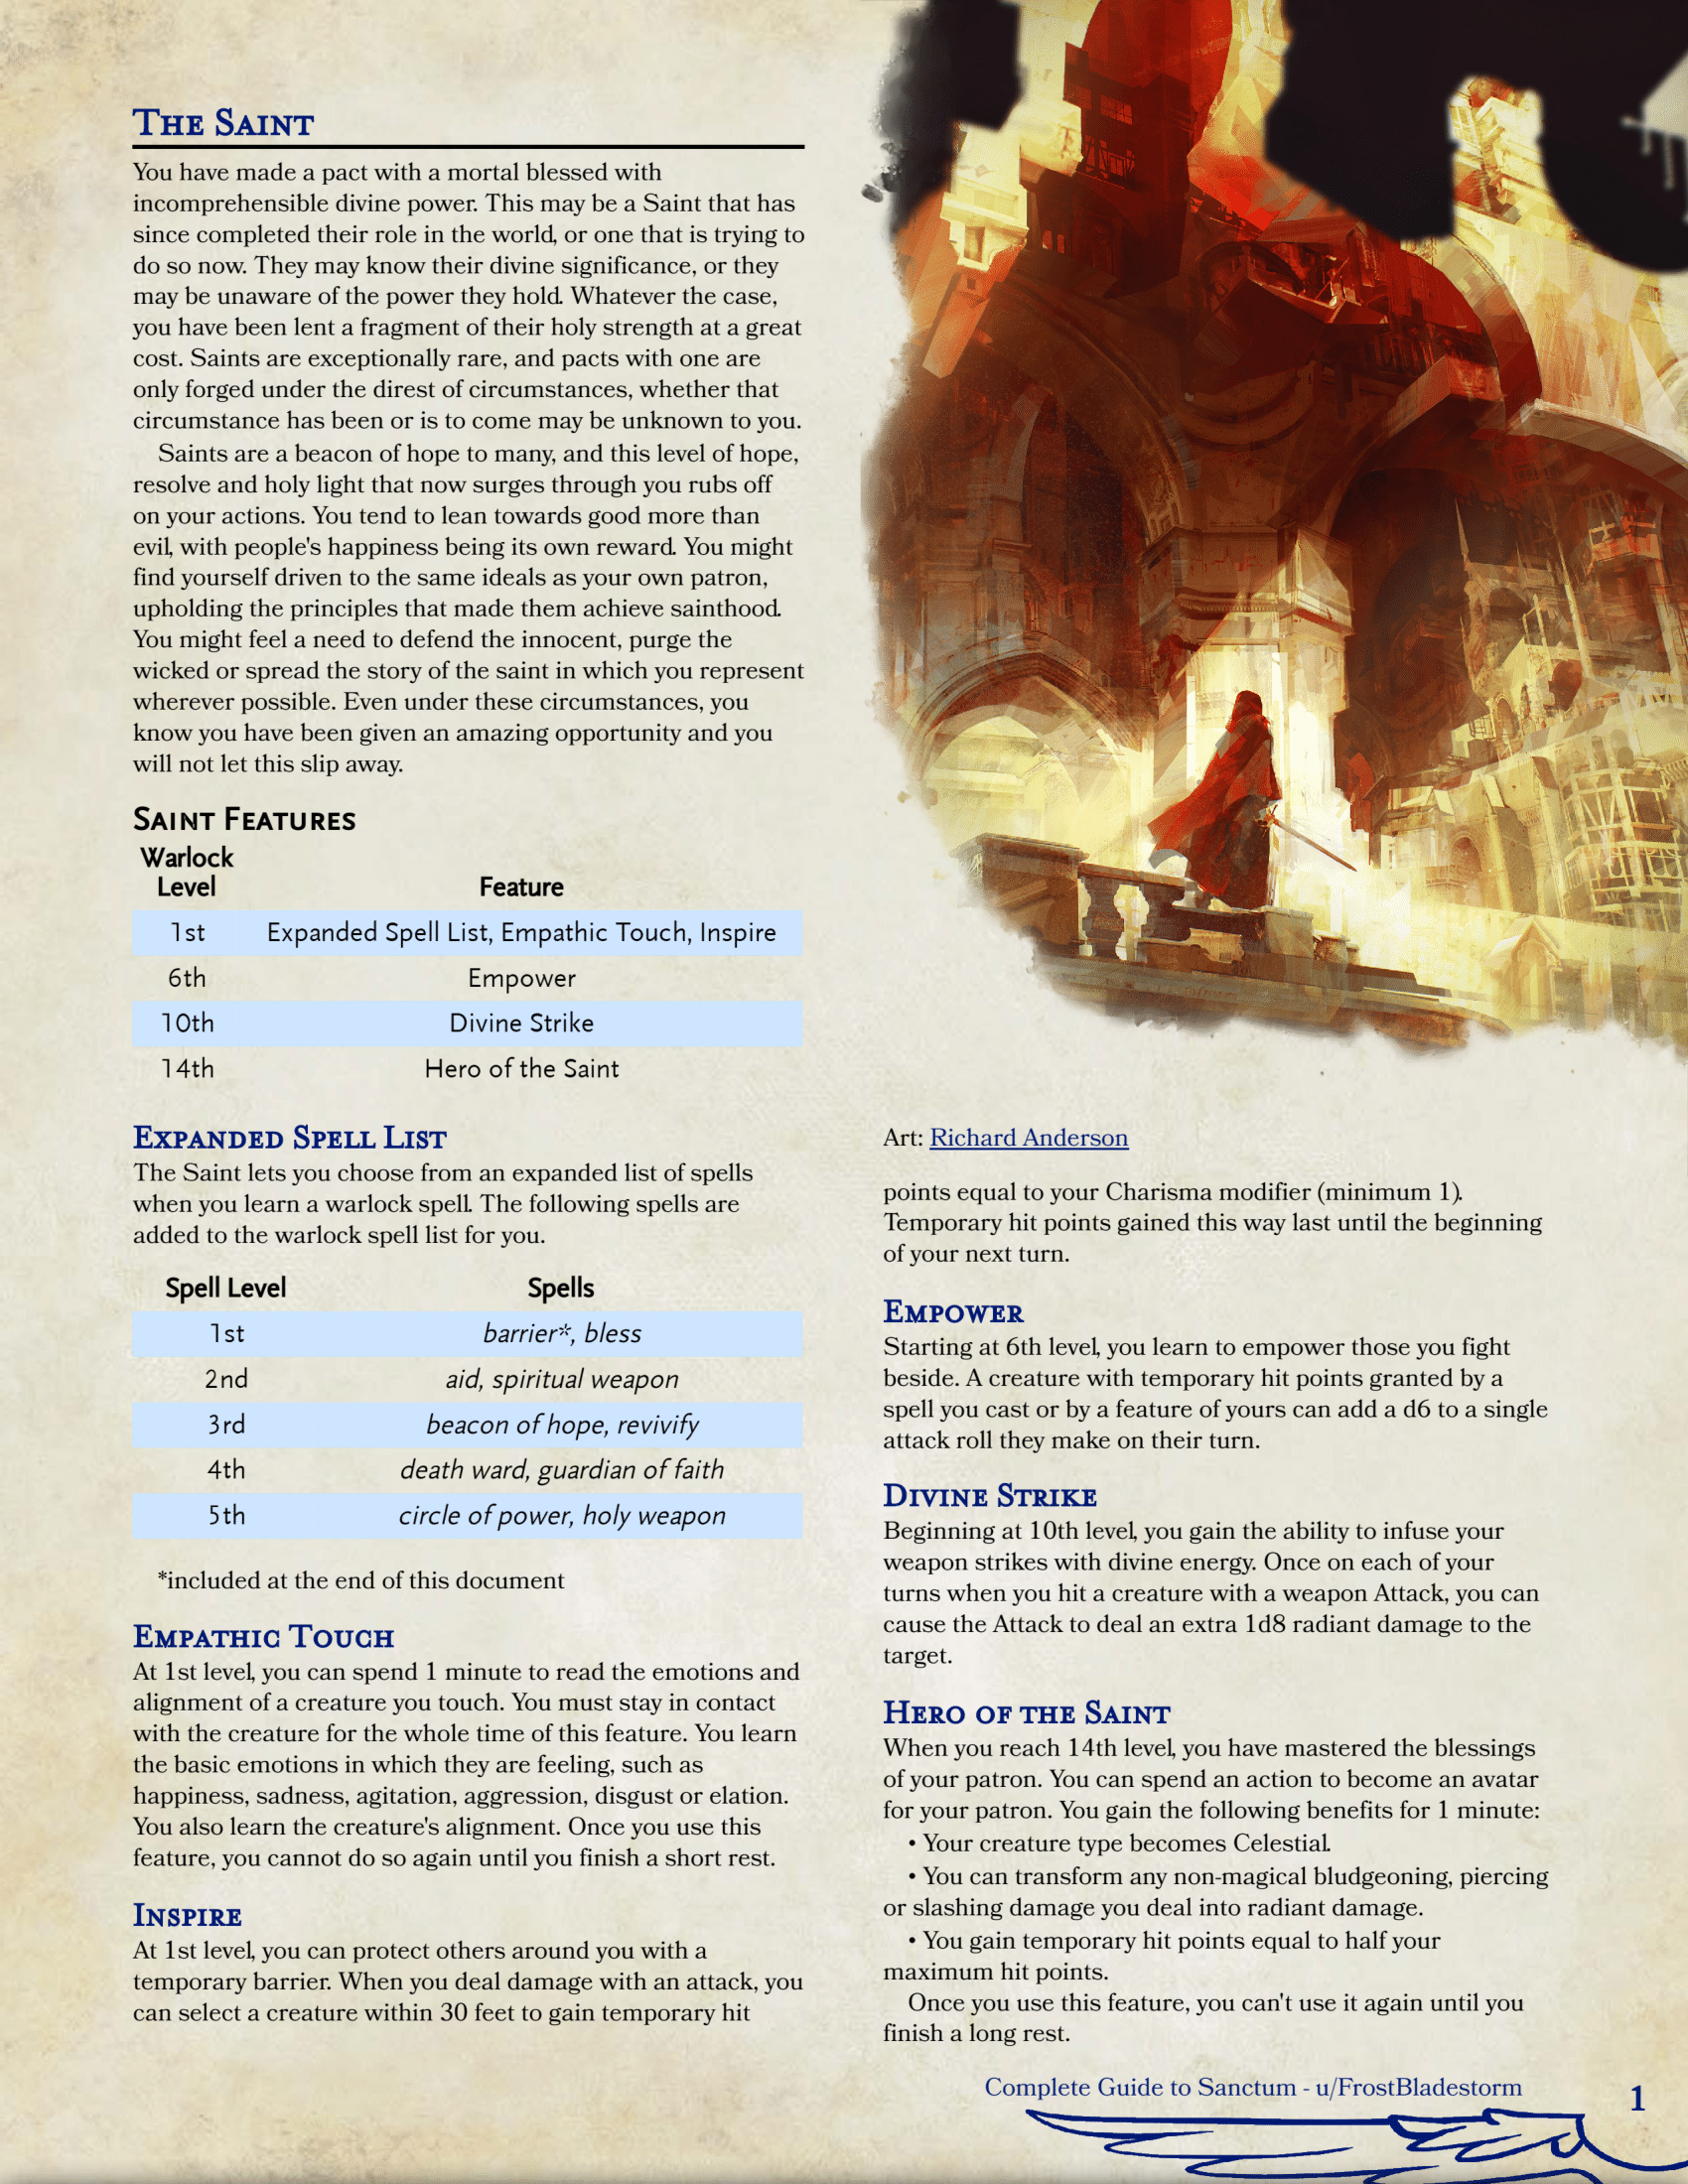 The Saint
You have made a pact with a mortal blessed with
incomprehensible divine power. This may be a Saint that has
since completed their role in the world, or one that is trying to
do so now. They may know their divine significance, or they
may be unaware of the power they hold. Whatever the case,
you have been lent a fragment of their holy strength at a great
cost. Saints are exceptionally rare, and pacts with one are
only forged under the direst of circumstances, whether that
circumstance has been or is to come may be unknown to you.
Saints are a beacon of hope to many, and this level of hope,
resolve and holy light that now surges through you rubs off
on your actions. You tend to lean towards good more than
evil, with people's happiness being its own reward. You might
find yourself driven to the same ideals as your own patron,
upholding the principles that made them achieve sainthood.
You might feel a need to defend the innocent, purge the
wicked or spread the story of the saint in which you represent
wherever possible. Even under these circumstances, you
know you have been given an amazing opportunity and you
will not let this slip away.
Saint Features
Warlock
Level Feature
1st Expanded Spell List, Empathic Touch, Inspire
6th Empower
10th Divine Strike
14th Hero of the Saint
Expanded Spell List
The Saint lets you choose from an expanded list of spells
when you learn a warlock spell. The following spells are
added to the warlock spell list for you.
Spell Level Spells
1st barrier*, bless
2nd aid, spiritual weapon
3rd beacon of hope, revivify
4th death ward, guardian of faith
5th circle of power, holy weapon
*included at the end of this document
Empathic Touch
At 1st level, you can spend 1 minute to read the emotions and
alignment of a creature you touch. You must stay in contact
with the creature for the whole time of this feature. You learn
the basic emotions in which they are feeling, such as
happiness, sadness, agitation, aggression, disgust or elation.
You also learn the creature's alignment. Once you use this
feature, you cannot do so again until you finish a short rest.
Inspire
At 1st level, you can protect others around you with a
temporary barrier. When you deal damage with an attack, you
can select a creature within 30 feet to gain temporary hit
Art: Richard Anderson
points equal to your Charisma modifier (minimum 1).
Temporary hit points gained this way last until the beginning
of your next turn.
Empower
Starting at 6th level, you learn to empower those you fight
beside. A creature with temporary hit points granted by a
spell you cast or by a feature of yours can add a d6 to a single
attack roll they make on their turn.
Divine Strike
Beginning at 10th level, you gain the ability to infuse your
weapon strikes with divine energy. Once on each of your
turns when you hit a creature with a weapon Attack, you can
cause the Attack to deal an extra 1d8 radiant damage to the
target.
Hero of the Saint
When you reach 14th level, you have mastered the blessings
of your patron. You can spend an action to become an avatar
for your patron. You gain the following benefits for 1 minute:
• Your creature type becomes Celestial.
• You can transform any non-magical bludgeoning, piercing
or slashing damage you deal into radiant damage.
• You gain temporary hit points equal to half your
maximum hit points.
Once you use this feature, you can't use it again until you
finish a long rest.
Complete Guide to Sanctum - u/FrostBladestorm
1